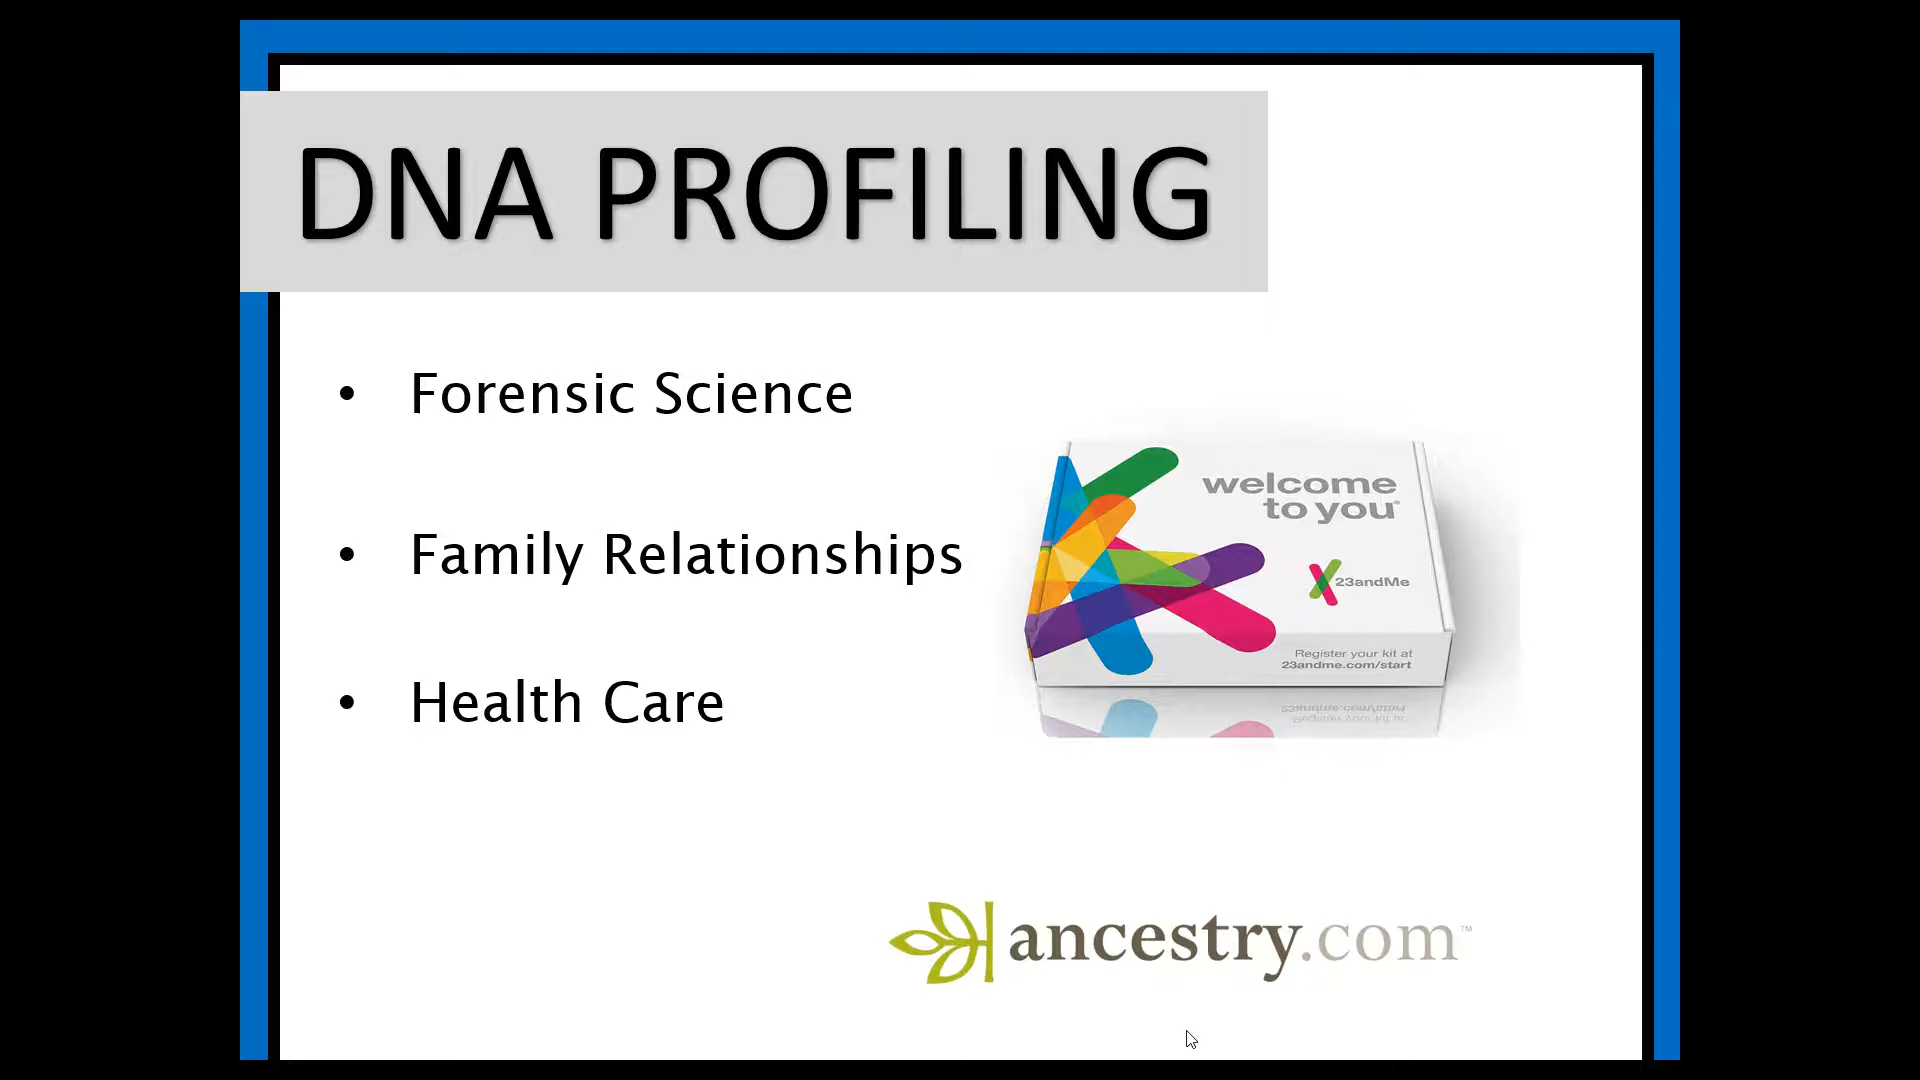 DNA PROFILING
• Forensic Science
• Family Relationships
• Health Care
welcome
to you®
23andMe
Register your kit at
23andme.com/start
ancestry.com™